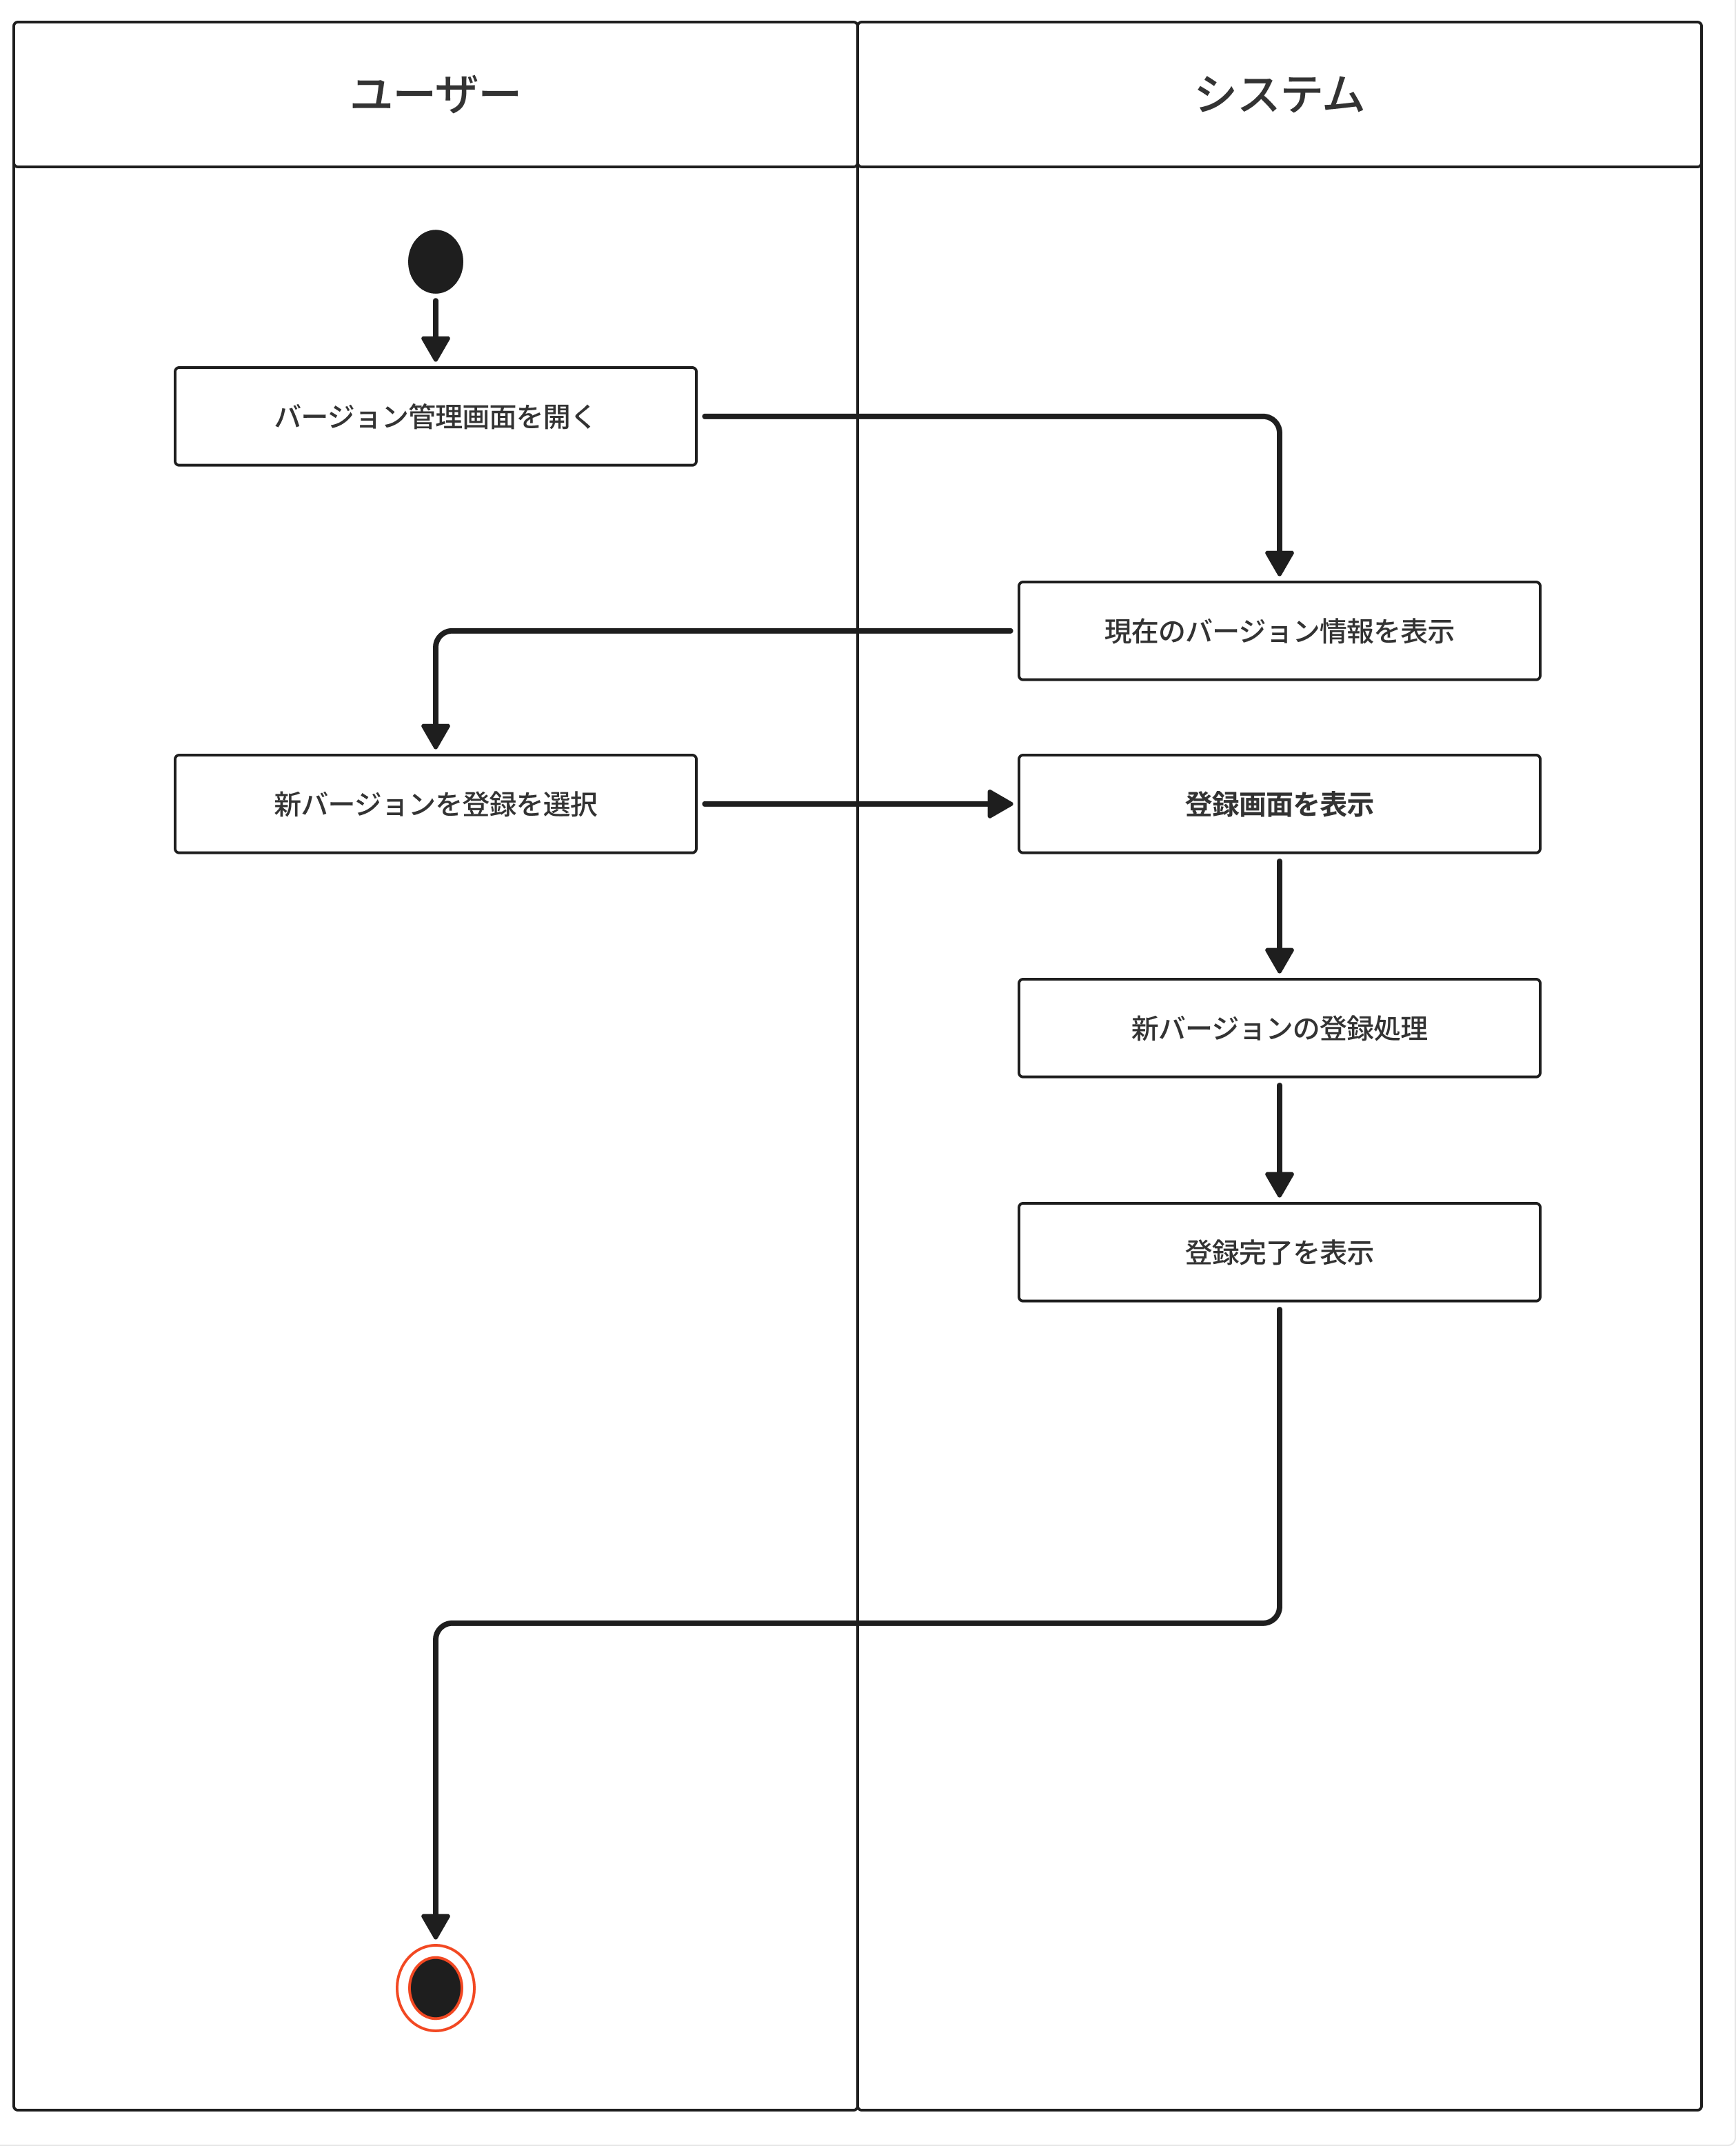 ユーザー
システム
バージョン管理画面を開く
現在のバージョン情報を表示
新バージョンを登録を選択
登録画面を表示
新バージョンの登録処理
登録完了を表示